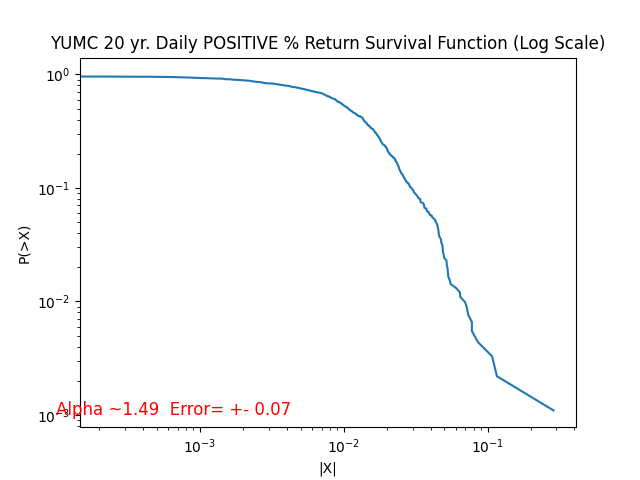 YUMC 20 yr. Daily POSITIVE % Return Survival Function (Log Scale)
P(>X)
10⁰
10⁻¹
10⁻²
10⁻³
Alpha ~1.49 Error= +- 0.07
10⁻³ 10⁻² 10⁻¹
|X|